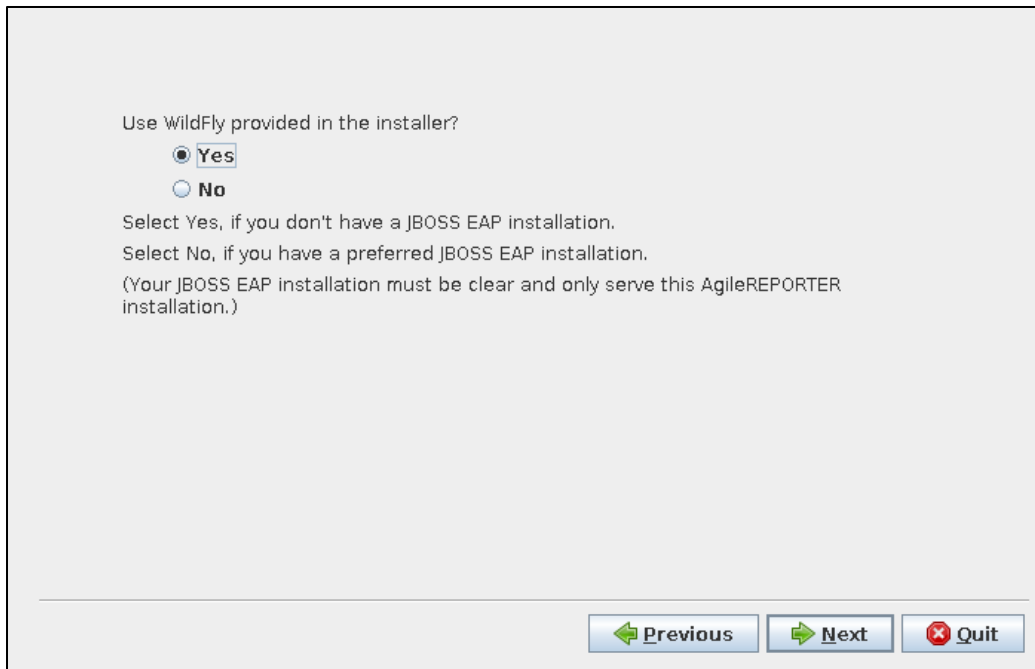 Use WildFly provided in the installer?
Yes
No
Select Yes, if you don't have a JBOSS EAP installation.
Select No, if you have a preferred JBOSS EAP installation.
(Your JBOSS EAP installation must be clear and only serve this AgileREPORTER
installation.)
Previous
Next
Quit